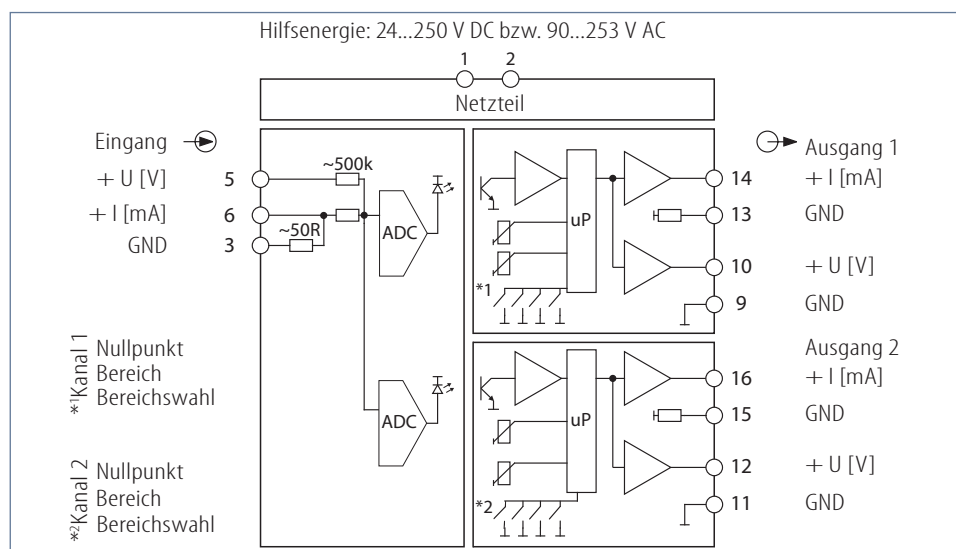 Hilfsenergie: 24...250 V DC bzw. 90...253 V AC
1 2
Netzteil
Eingang
+ U [V] 5
~500k
+ I [mA] 6
~50R
GND 3
ADC
uP
*1
Ausgang 1
14 + I [mA]
13 GND
10 + U [V]
9 GND
*¹Kanal 1
Nullpunkt
Bereich
Bereichswahl
ADC
uP
*2
Ausgang 2
16 + I [mA]
15 GND
12 + U [V]
11 GND
*²Kanal 2
Nullpunkt
Bereich
Bereichswahl